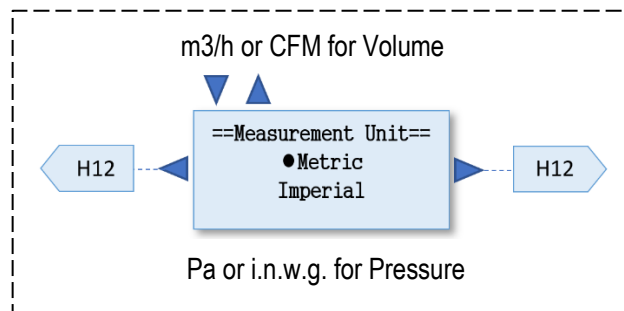 m3/h or CFM for Volume
==Measurement Unit==
●Metric
Imperial
H12
H12
Pa or i.n.w.g. for Pressure